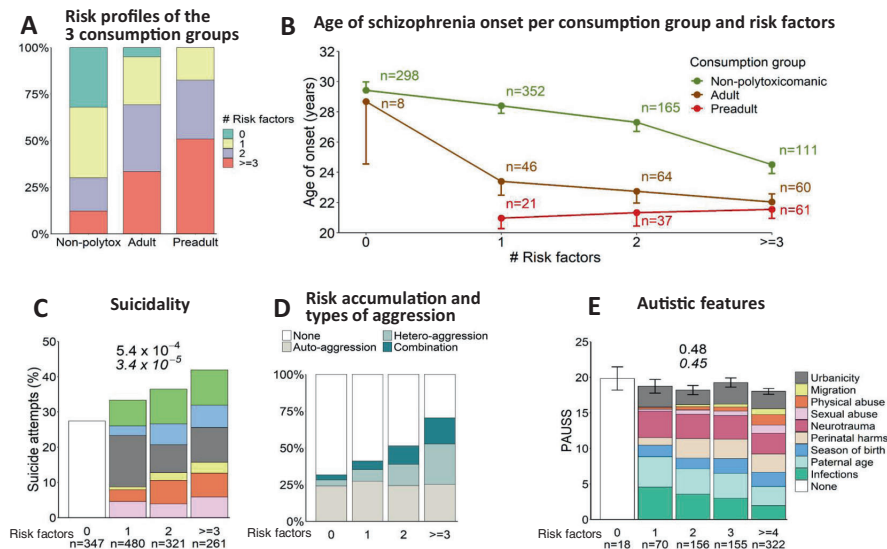 A
Risk profiles of the
3 consumption groups
100%
75%
50%
25%
0%
Non-polytox Adult Preadult
# Risk factors
0
1
2
>=3
B
Age of schizophrenia onset per consumption group and risk factors
Age of onset (years)
32
30
28
26
24
22
20
n=298
n=8
n=352
n=165
n=111
n=46
n=64
n=60
n=21
n=37
n=61
Consumption group
Non-polytoxicomanic
Adult
Preadult
0 1 2 >=3
# Risk factors
C
Suicidality
5.4 x 10⁻⁴
3.4 x 10⁻⁵
Suicide attempts (%)
50
40
30
20
10
0
Risk factors 0 1 2 >=3
n=347 n=480 n=321 n=261
D
Risk accumulation and
types of aggression
None Hetero-aggression
Auto-aggression Combination
100%
75%
50%
25%
0%
Risk factors 0 1 2 >=3
E
Autistic features
0.48
0.45
PAUSS
25
20
15
10
5
0
Urbanicity
Migration
Physical abuse
Sexual abuse
Neurotrauma
Perinatal harms
Season of birth
Paternal age
Infections
None
Risk factors 0 1 2 3 >=4
n=18 n=70 n=156 n=155 n=322